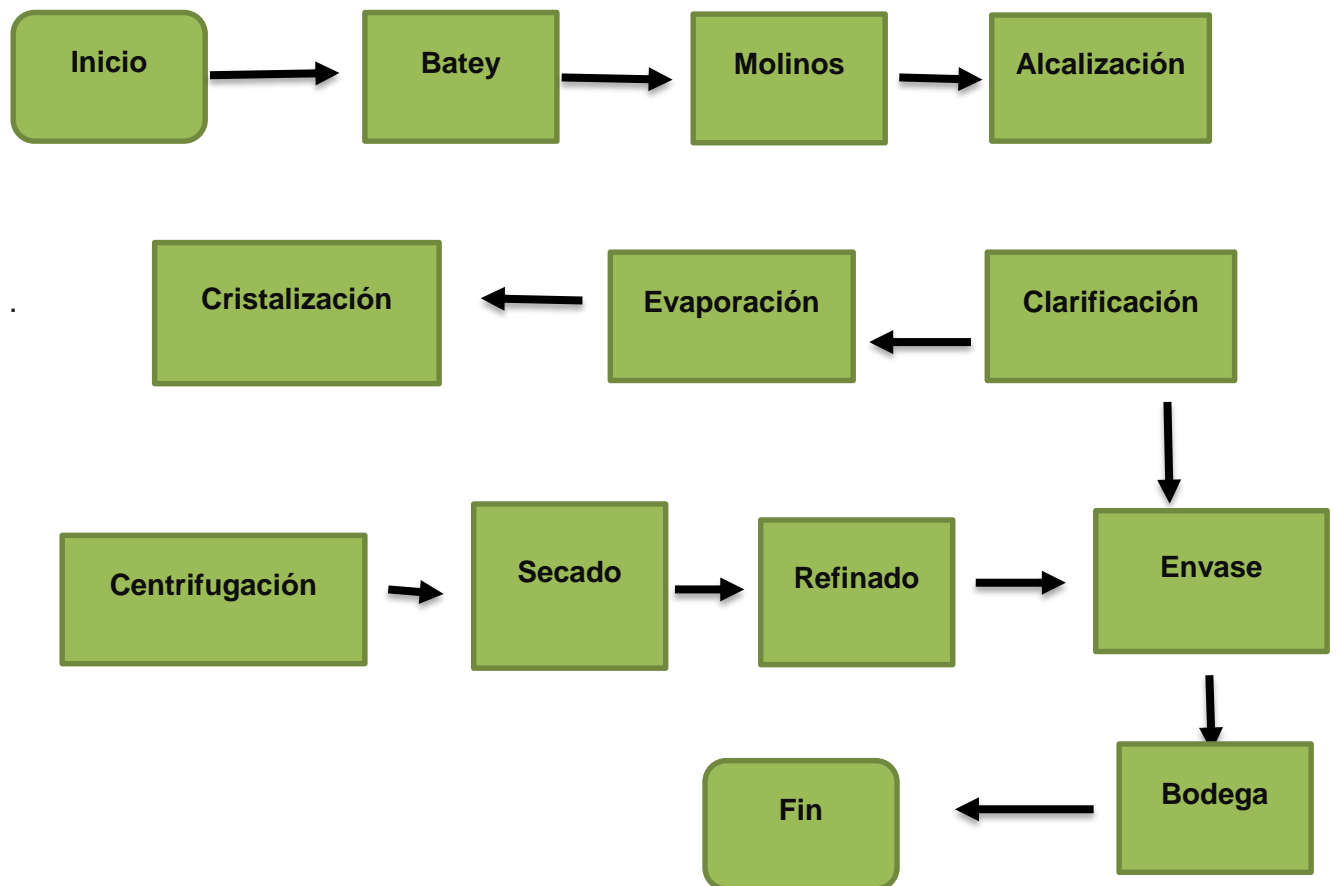 Inicio
Batey
Molinos
Alcalización
Cristalización
Evaporación
Clarificación
.
Centrifugación
Secado
Refinado
Envase
Fin
Bodega